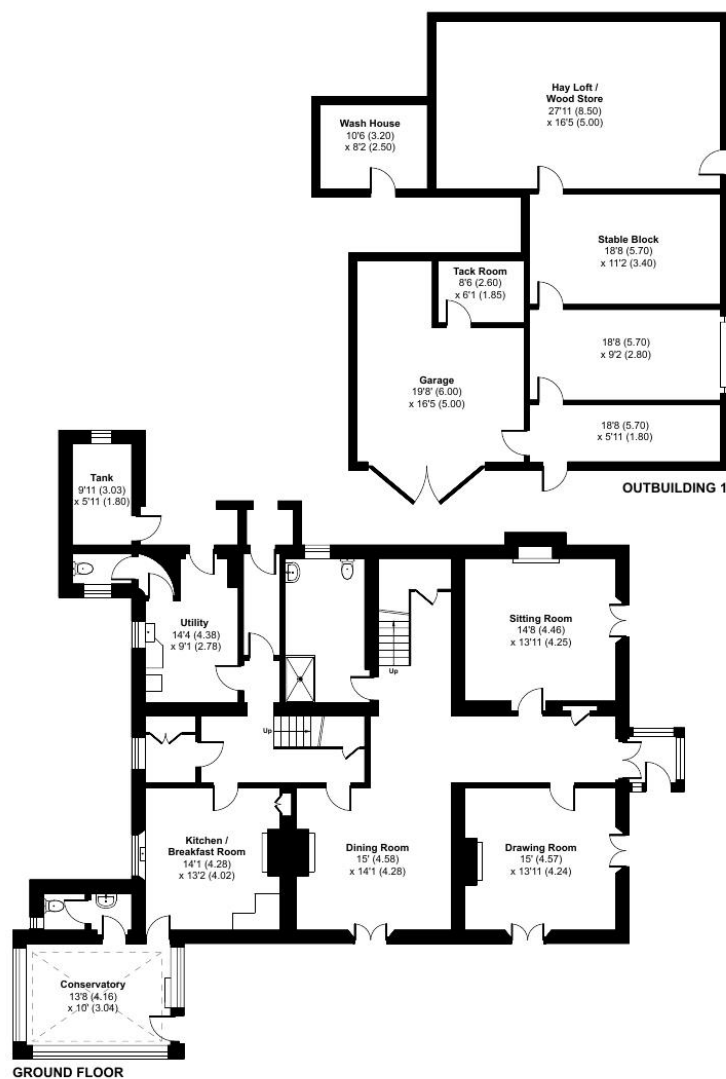 Hay Loft /
Wood Store
27'11 (8.50)
x 16'5 (5.00)
Wash House
10'6 (3.20)
x 8'2 (2.50)
Stable Block
18'8 (5.70)
x 11'2 (3.40)
Tack Room
8'6 (2.60)
x 6'1 (1.85)
18'8 (5.70)
x 9'2 (2.80)
Garage
19'8' (6.00)
x 16'5 (5.00)
18'8 (5.70)
x 5'11 (1.80)
OUTBUILDING 1
Tank
9'11 (3.03)
x 5'11 (1.80)
Utility
14'4 (4.38)
x 9'1 (2.78)
Up
Sitting Room
14'8 (4.46)
x 13'11 (4.25)
Up
Kitchen /
Breakfast Room
14'1 (4.28)
x 13'2 (4.02)
Dining Room
15' (4.58)
x 14'1 (4.28)
Drawing Room
15' (4.57)
x 13'11 (4.24)
Conservatory
13'8 (4.16)
x 10' (3.04)
GROUND FLOOR